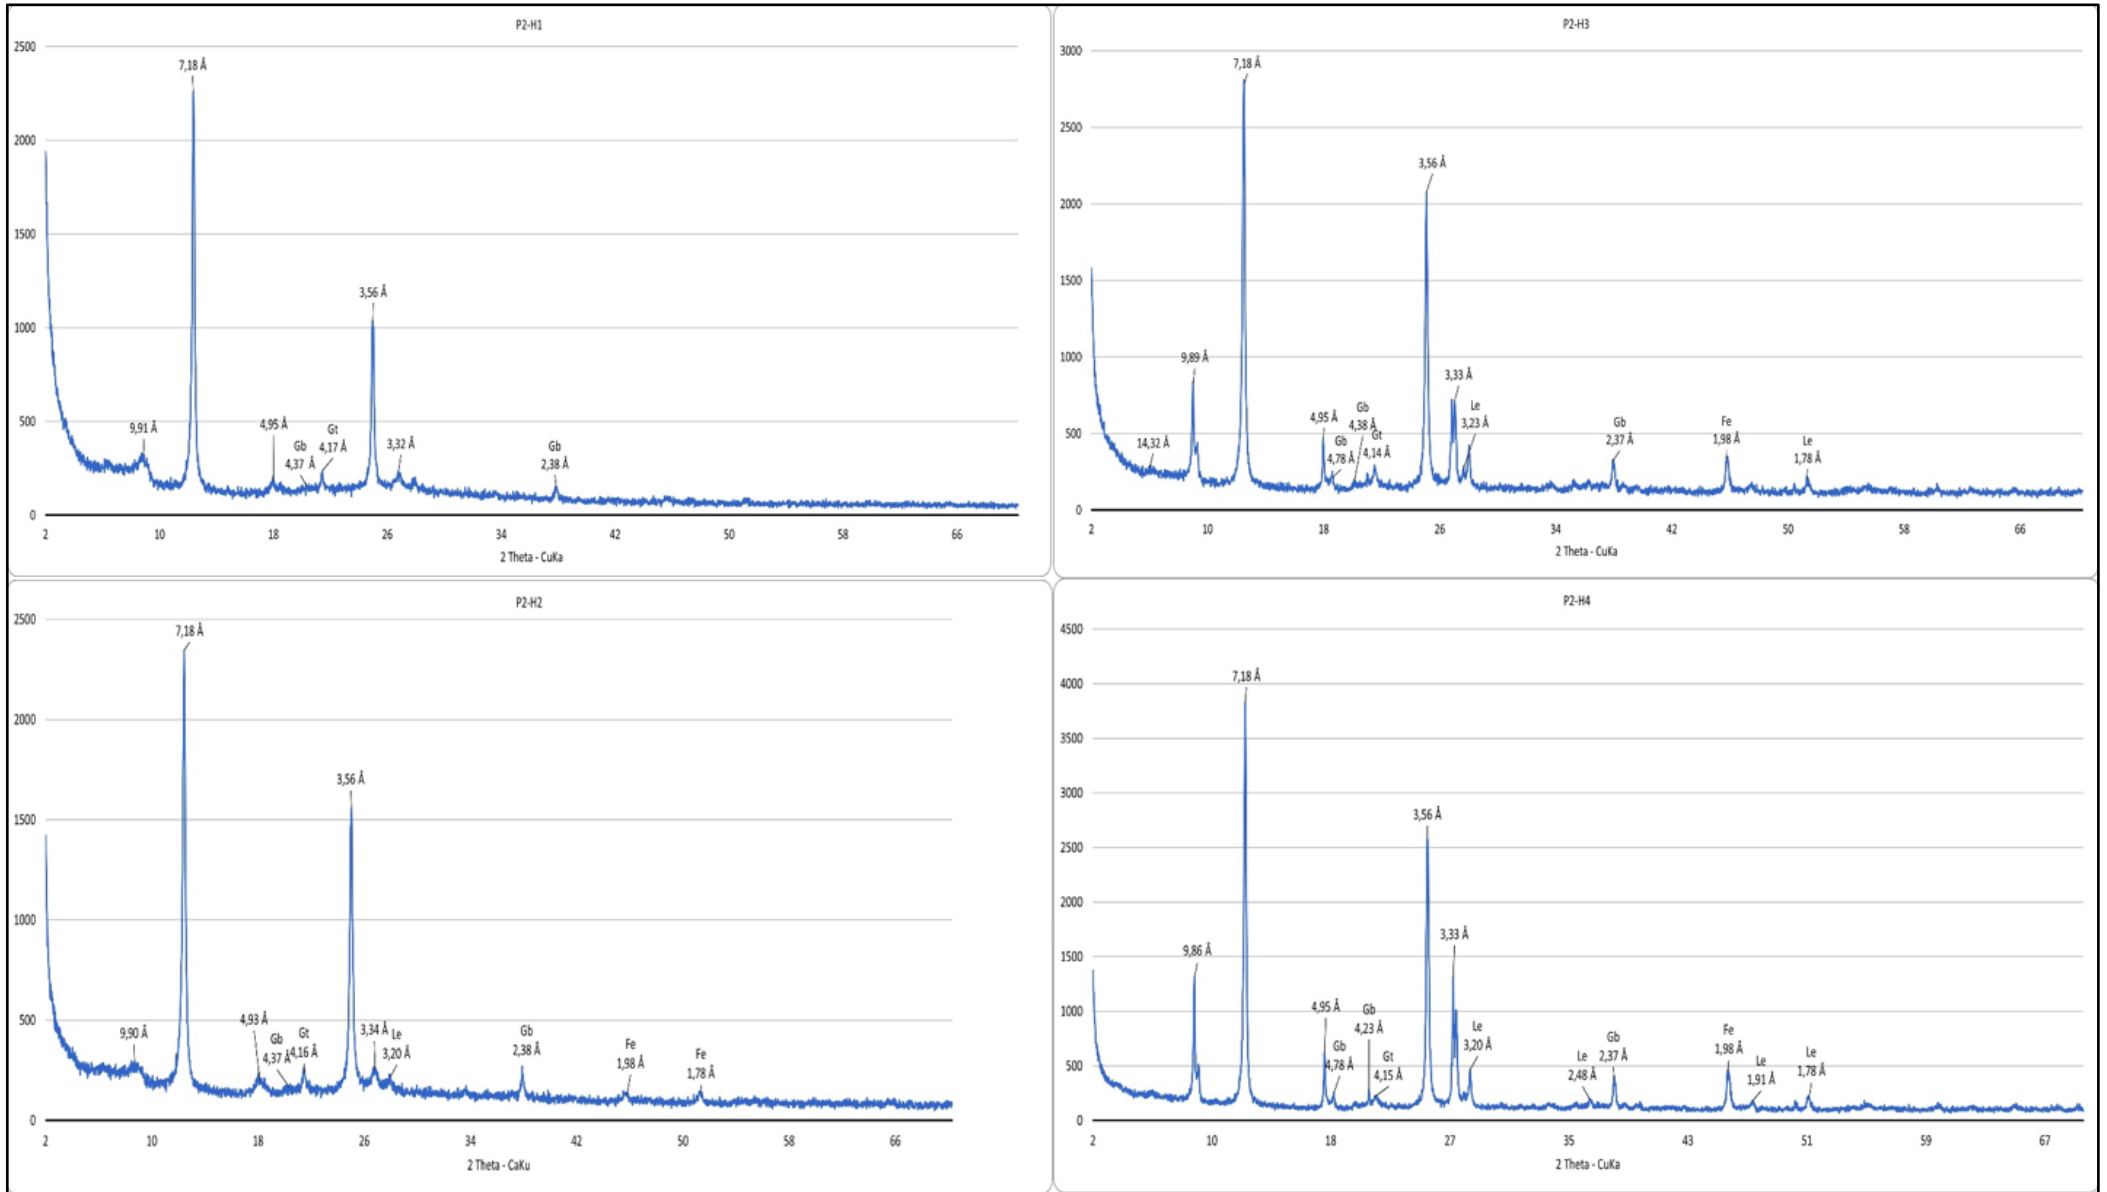 P2-H1
2500
2000
1500
1000
500
0
7,18 Å
9,91 Å
4,95 Å
Gb
4,37 Å
Gt
4,17 Å
3,56 Å
3,32 Å
Gb
2,38 Å
2 10 18 26 34 42 50 58 66
2 Theta - CuKa
P2-H3
3000
2500
2000
1500
1000
500
0
7,18 Å
14,32 Å
9,89 Å
4,95 Å
Gb
4,78 Å
Gb
4,38 Å
Gt
4,14 Å
3,56 Å
3,33 Å
Le
3,23 Å
Gb
2,37 Å
Fe
1,98 Å
Le
1,78 Å
2 10 18 26 34 42 50 58 66
2 Theta - CuKa
P2-H2
2500
2000
1500
1000
500
0
7,18 Å
9,90 Å
4,93 Å
Gb
4,37 Å
Gt
4,16 Å
3,56 Å
3,34 Å
Le
3,20 Å
Gb
2,38 Å
Fe
1,98 Å
Fe
1,78 Å
2 10 18 26 34 42 50 58 66
2 Theta - CaKu
P2-H4
4500
4000
3500
3000
2500
2000
1500
1000
500
0
7,18 Å
9,86 Å
4,95 Å
Gb
4,78 Å
Gb
4,23 Å
Gt
4,15 Å
3,56 Å
3,33 Å
Le
3,20 Å
Le
2,48 Å
Gb
2,37 Å
Fe
1,98 Å
Le
1,91 Å
Le
1,78 Å
2 10 18 27 35 43 51 59 67
2 Theta - CuKa